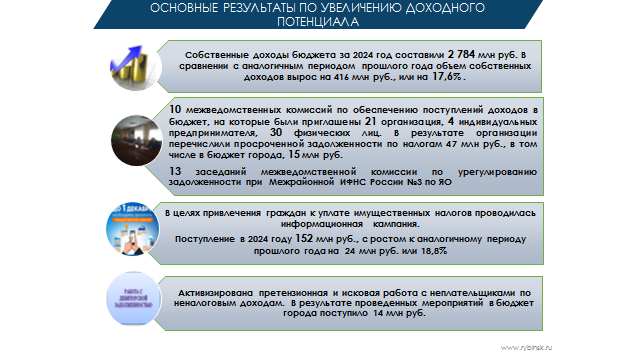 ОСНОВНЫЕ РЕЗУЛЬТАТЫ ПО УВЕЛИЧЕНИЮ ДОХОДНОГО
ПОТЕНЦИАЛА
Собственные доходы бюджета за 2024 год составили 2 784 млн руб. В
сравнении с аналогичным периодом прошлого года объем собственных
доходов вырос на 416 млн руб., или на 17,6% .
10 межведомственных комиссий по обеспечению поступлений доходов в
бюджет, на которые были приглашены 21 организация, 4 индивидуальных
предпринимателя, 30 физических лиц. В результате организации
перечислили просроченной задолженности по налогам 47 млн руб., в том
числе в бюджет города, 15 млн руб.
13 заседаний межведомственной комиссии по урегулированию
задолженности при Межрайонной ИФНС России №3 по ЯО
ДО 1 ДЕКАБРЯ
В целях привлечения граждан к уплате имущественных налогов проводилась
информационная кампания.
Поступление в 2024 году 152 млн руб., с ростом к аналогичному периоду
прошлого года на 24 млн руб. или 18,8%
РАБОТА С
ДЕБИТОРСКОЙ
ЗАДОЛЖЕННОСТЬЮ
Активизирована претензионная и исковая работа с неплательщиками по
неналоговым доходам. В результате проведенных мероприятий в бюджет
города поступило 14 млн руб.
www.rybinsk.ru